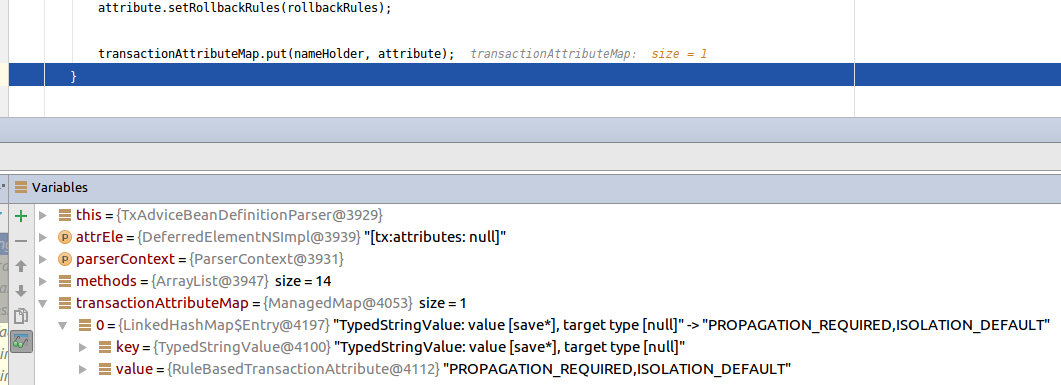 attribute.setRollbackRules(rollbackRules);
transactionAttributeMap.put(nameHolder, attribute); transactionAttributeMap: size = 1
}
Variables
this = {TxAdviceBeanDefinitionParser@3929}
attrEle = {DeferredElementNSImpl@3939} "[tx:attributes: null]"
parserContext = {ParserContext@3931}
methods = {ArrayList@3947} size = 14
transactionAttributeMap = {ManagedMap@4053} size = 1
0 = {LinkedHashMap$Entry@4197} "TypedStringValue: value [save*], target type [null]" -> "PROPAGATION_REQUIRED,ISOLATION_DEFAULT"
key = {TypedStringValue@4100} "TypedStringValue: value [save*], target type [null]"
value = {RuleBasedTransactionAttribute@4112} "PROPAGATION_REQUIRED,ISOLATION_DEFAULT"